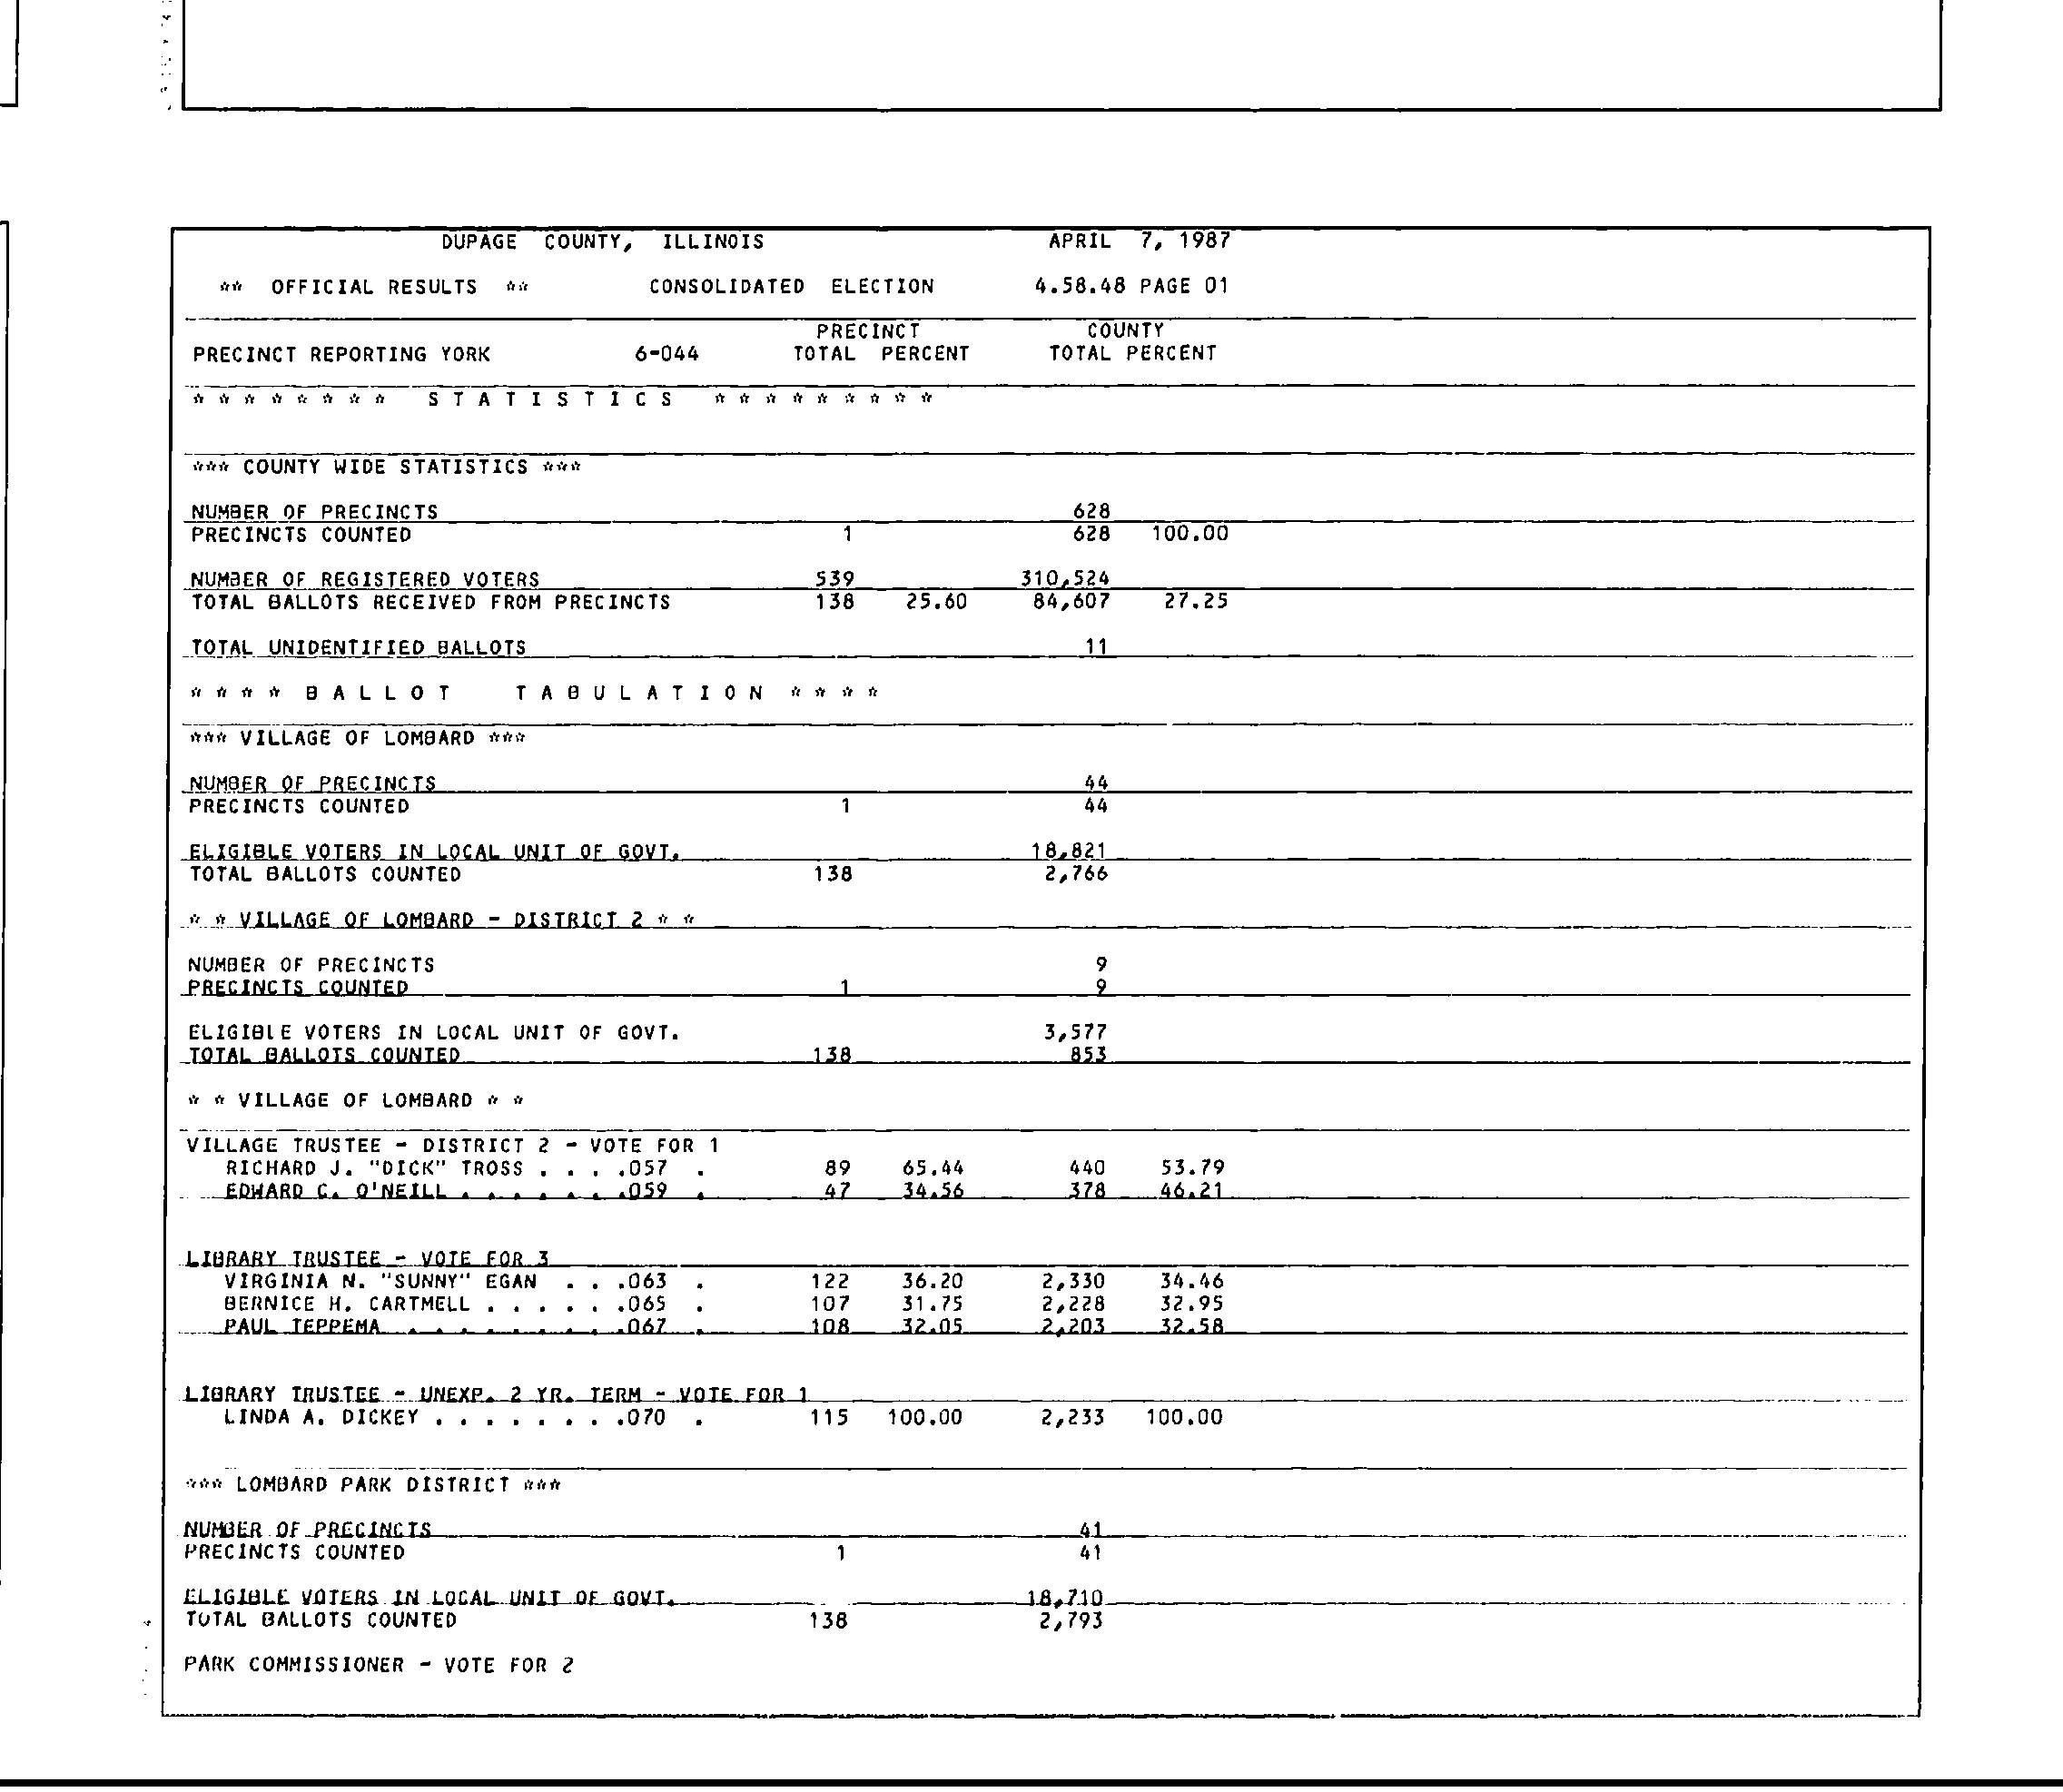 DUPAGE COUNTY, ILLINOIS APRIL 7, 1987
** OFFICIAL RESULTS ** CONSOLIDATED ELECTION 4.58.48 PAGE 01
PRECINCT COUNTY
PRECINCT REPORTING YORK 6-044 TOTAL PERCENT TOTAL PERCENT
* * * * * * * * S T A T I S T I C S * * * * * * * * *
*** COUNTY WIDE STATISTICS ***
NUMBER OF PRECINCTS 628
PRECINCTS COUNTED 1 628 100.00
NUMBER OF REGISTERED VOTERS 539 310,524
TOTAL BALLOTS RECEIVED FROM PRECINCTS 138 25.60 84,607 27.25
TOTAL UNIDENTIFIED BALLOTS 11
* * * * B A L L O T T A B U L A T I O N * * * *
*** VILLAGE OF LOMBARD ***
NUMBER OF PRECINCTS 44
PRECINCTS COUNTED 1 44
ELIGIBLE VOTERS IN LOCAL UNIT OF GOVT. 18,821
TOTAL BALLOTS COUNTED 138 2,766
* * VILLAGE OF LOMBARD - DISTRICT 2 * *
NUMBER OF PRECINCTS 9
PRECINCTS COUNTED 1 9
ELIGIBLE VOTERS IN LOCAL UNIT OF GOVT. 3,577
TOTAL BALLOTS COUNTED 138 853
* * VILLAGE OF LOMBARD * *
VILLAGE TRUSTEE - DISTRICT 2 - VOTE FOR 1
RICHARD J. "DICK" TROSS . . . .057 . 89 65.44 440 53.79
EDWARD C. O'NEILL . . . . . . .059 . 47 34.56 378 46.21
LIBRARY TRUSTEE - VOTE FOR 3
VIRGINIA N. "SUNNY" EGAN . . .063 . 122 36.20 2,330 34.46
BERNICE H. CARTMELL . . . . . .065 . 107 31.75 2,228 32.95
PAUL TEPPEMA . . . . . . . . .067 . 108 32.05 2,203 32.58
LIBRARY TRUSTEE - UNEXP. 2 YR. TERM - VOTE FOR 1
LINDA A. DICKEY . . . . . . . .070 . 115 100.00 2,233 100.00
*** LOMBARD PARK DISTRICT ***
NUMBER OF PRECINCTS 41
PRECINCTS COUNTED 1 41
ELIGIBLE VOTERS IN LOCAL UNIT OF GOVT. 18,710
TOTAL BALLOTS COUNTED 138 2,793
PARK COMMISSIONER - VOTE FOR 2